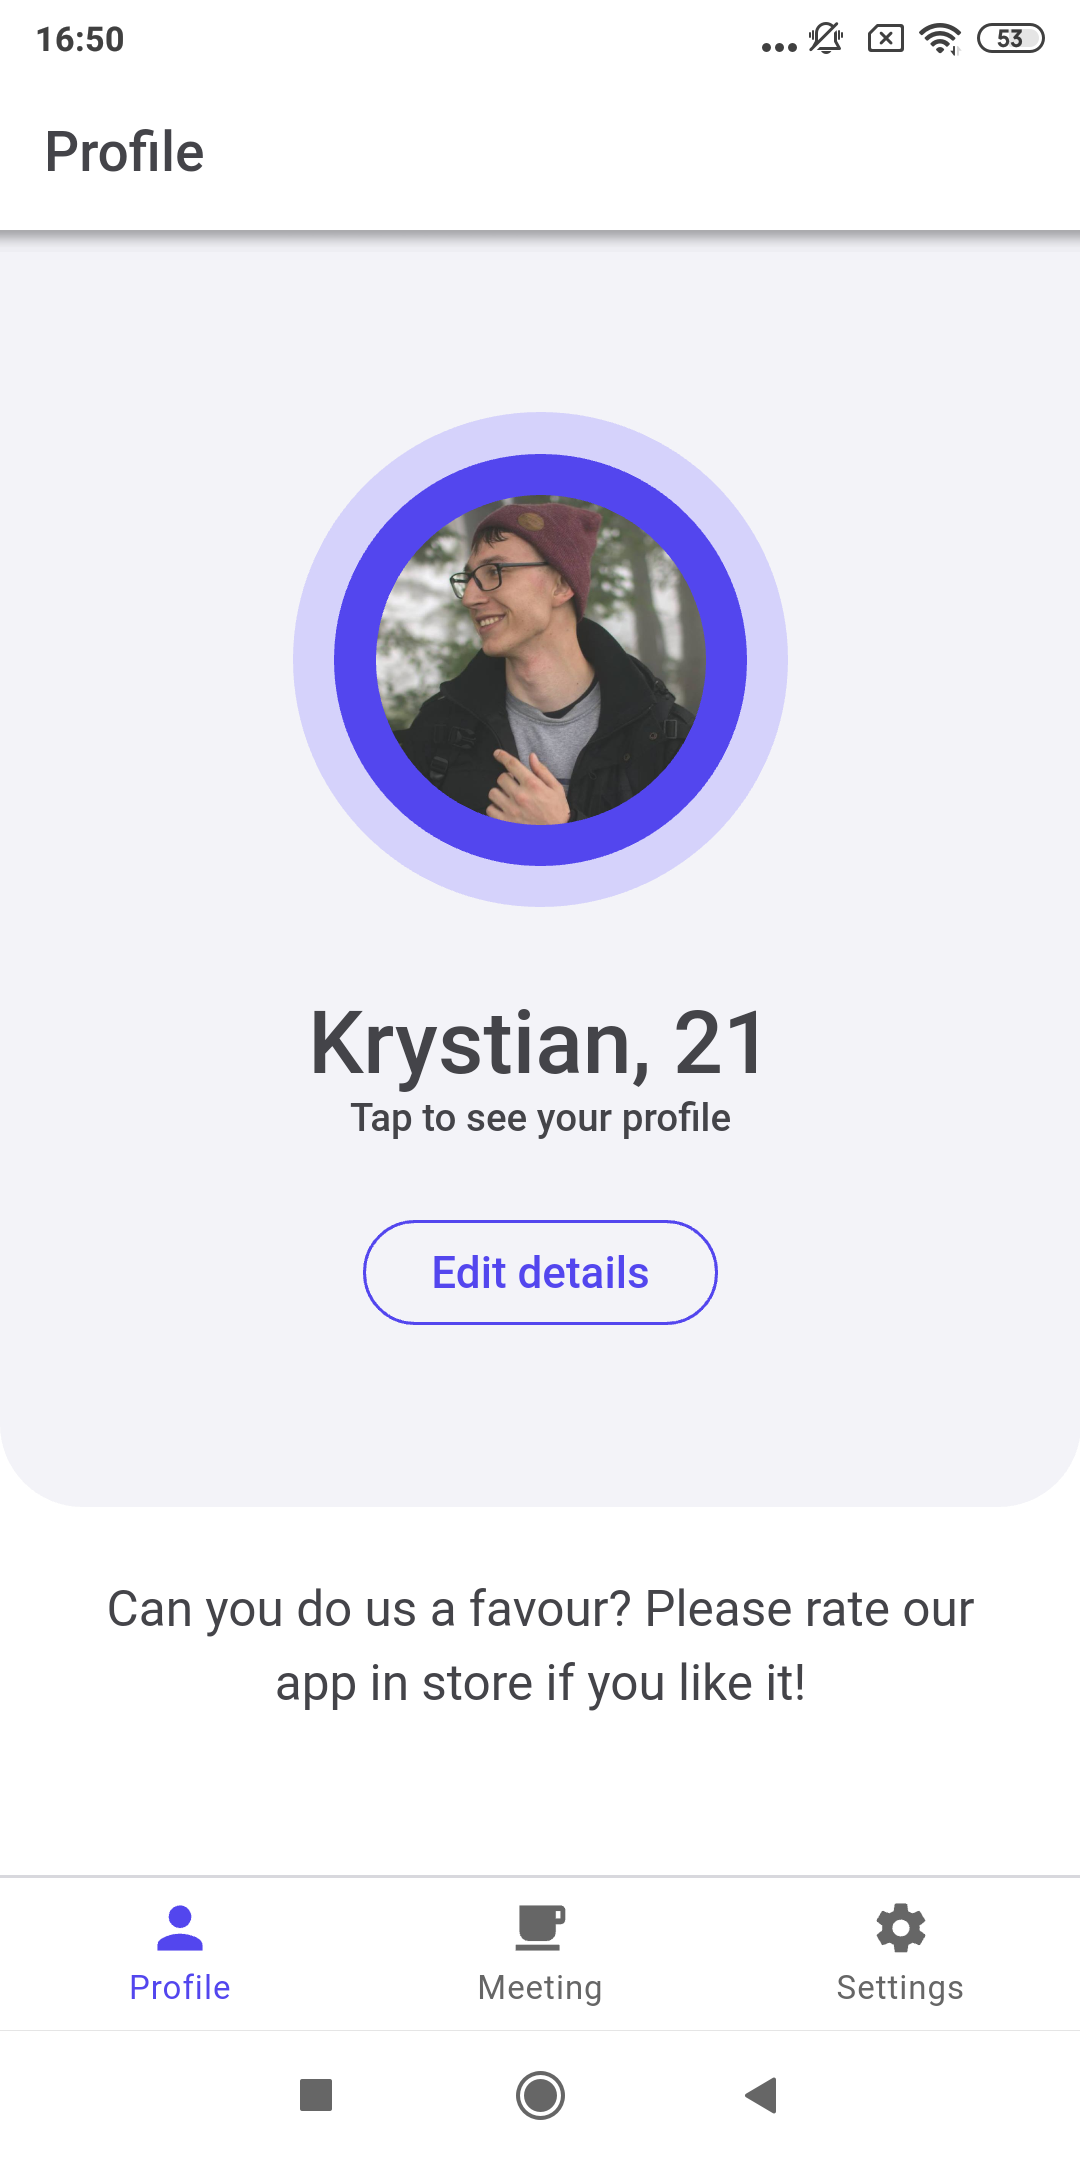 16:50
53
Profile
Krystian, 21
Tap to see your profile
Edit details
Can you do us a favour? Please rate our
app in store if you like it!
Profile
Meeting
Settings